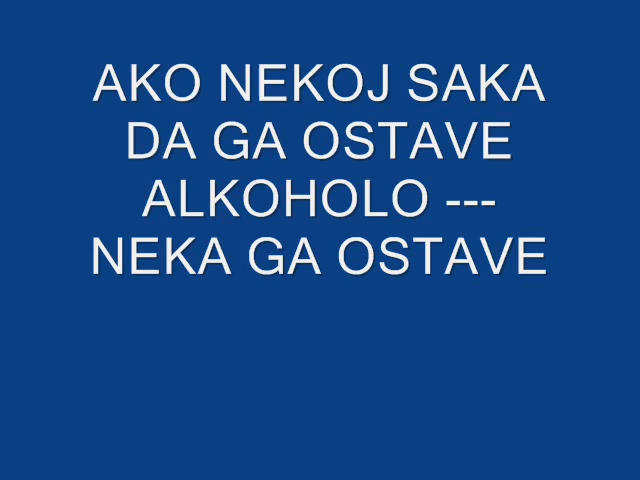 AKO NEKOJ SAKA
DA GA OSTAVE
ALKOHOLO ---
NEKA GA OSTAVE